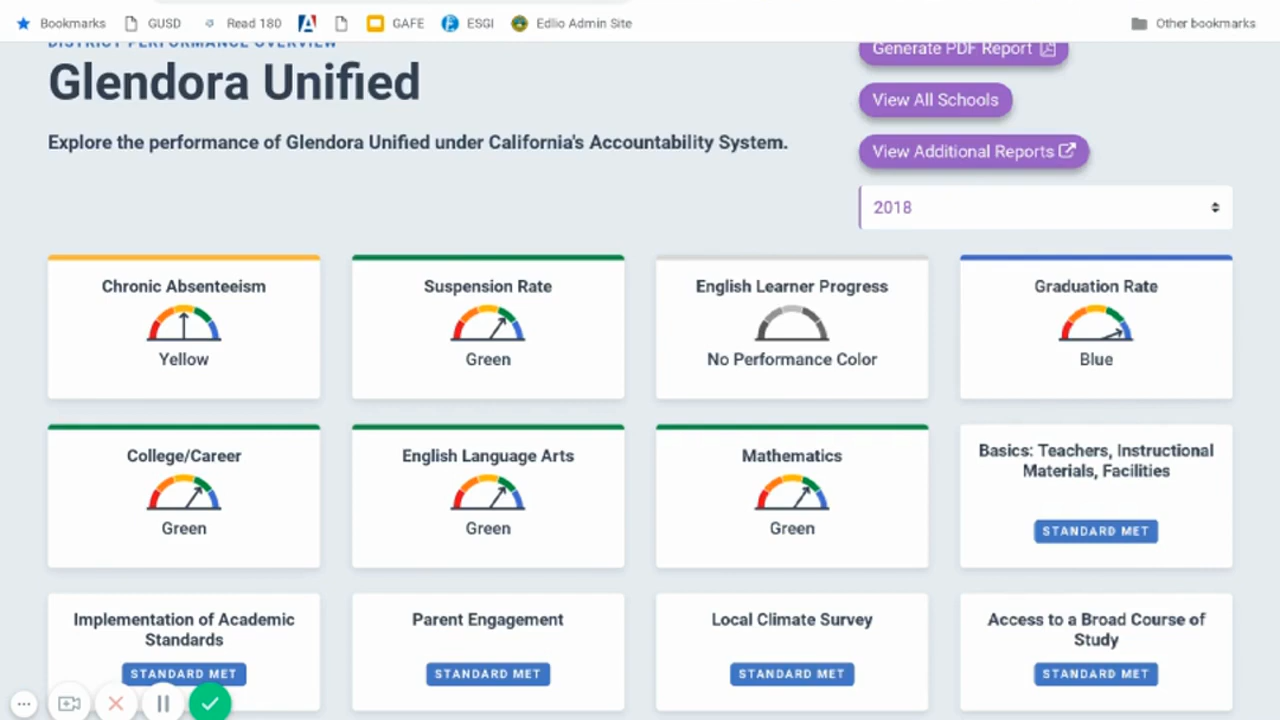 Bookmarks GUSD Read 180 GAFE ESGI Edlio Admin Site Other bookmarks
DISTRICT PERFORMANCE OVERVIEW
Generate PDF Report
Glendora Unified
View All Schools
Explore the performance of Glendora Unified under California's Accountability System.
View Additional Reports
2018
Chronic Absenteeism
Yellow
Suspension Rate
Green
English Learner Progress
No Performance Color
Graduation Rate
Blue
College/Career
Green
English Language Arts
Green
Mathematics
Green
Basics: Teachers, Instructional
Materials, Facilities
STANDARD MET
Implementation of Academic
Standards
STANDARD MET
Parent Engagement
STANDARD MET
Local Climate Survey
STANDARD MET
Access to a Broad Course of
Study
STANDARD MET